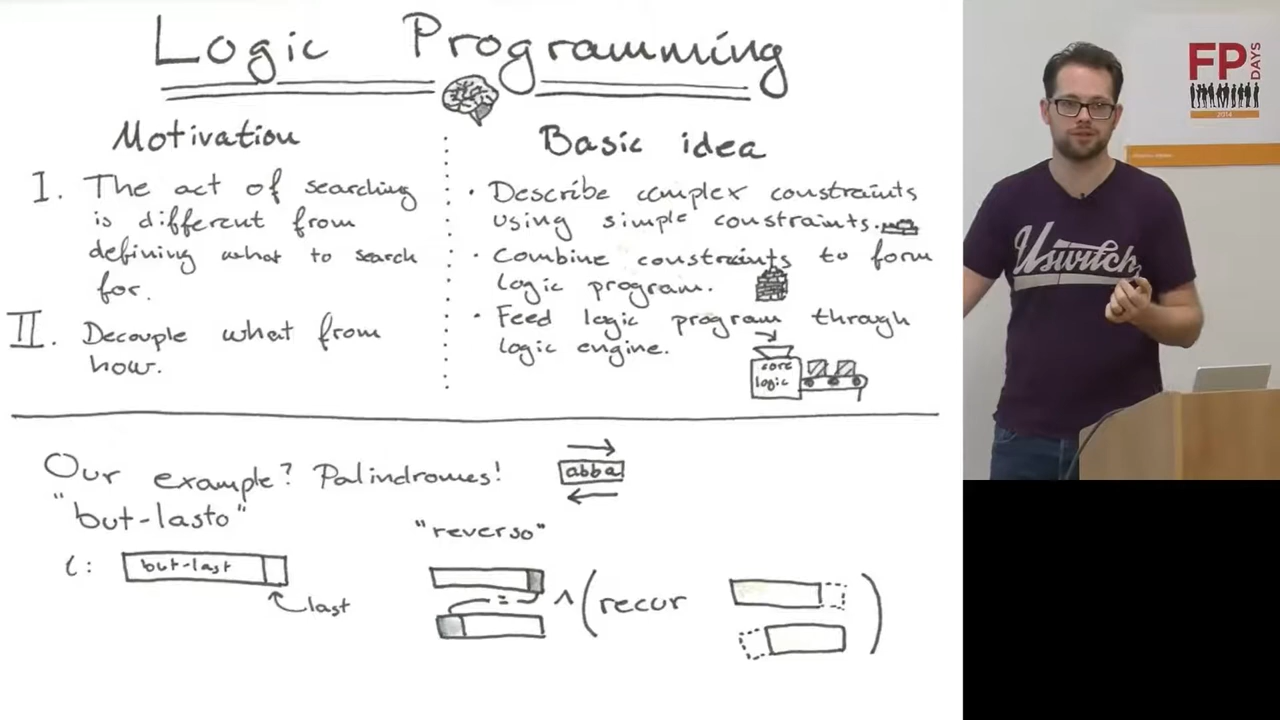 Logic Programming
Motivation
I. The act of searching
is different from
defining what to search
for.
II. Decouple what from
how.
Basic idea
• Describe complex constraints
using simple constraints.
• Combine constraints to form
logic program.
• Feed logic program through
logic engine.
core
logic
Our example? Palindromes!
abba
"but-lasto"
l: but-last
last
"reverso"
=
^ (recur )
FP
DAYS
2014
Uswitch